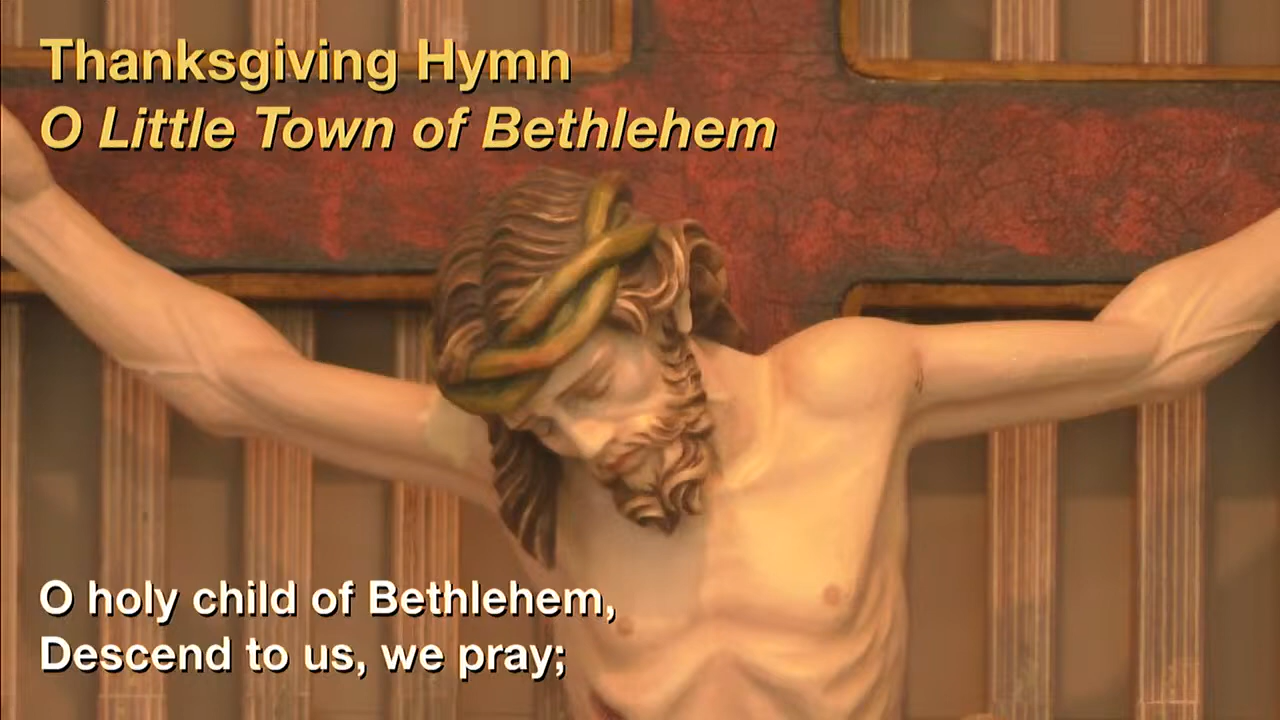 Thanksgiving Hymn
O Little Town of Bethlehem
O holy child of Bethlehem,
Descend to us, we pray;